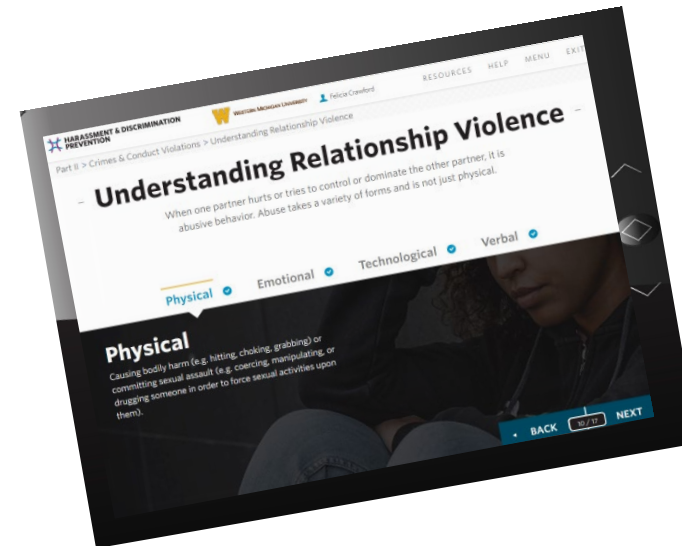 HARASSMENT & DISCRIMINATION
PREVENTION
WESTERN MICHIGAN UNIVERSITY
Felicia Crawford
RESOURCES
HELP
MENU
EXIT
Part II > Crimes & Conduct Violations > Understanding Relationship Violence
Understanding Relationship Violence
When one partner hurts or tries to control or dominate the other partner, it is
abusive behavior. Abuse takes a variety of forms and is not just physical.
Physical
Emotional
Technological
Verbal
Physical
Causing bodily harm (e.g. hitting, choking, grabbing) or
committing sexual assault (e.g. coercing, manipulating, or
drugging someone in order to force sexual activities upon
them).
BACK
10 / 17
NEXT